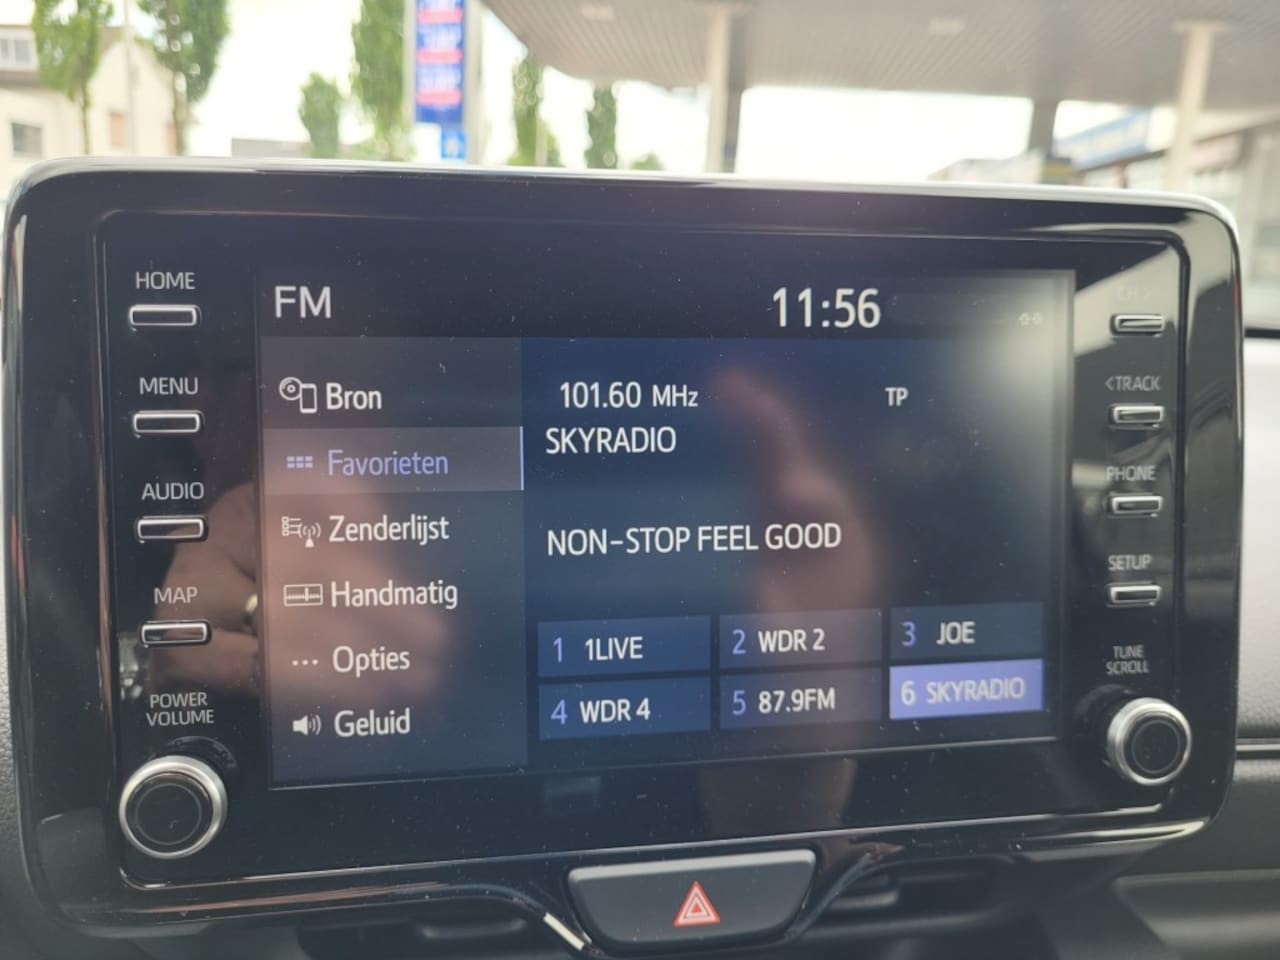 HOME
MENU
AUDIO
MAP
POWER
VOLUME
FM
11:56
Bron
Favorieten
Zenderlijst
Handmatig
Opties
Geluid
101.60 MHz
TP
SKYRADIO
NON-STOP FEEL GOOD
1 1LIVE
2 WDR 2
3 JOE
4 WDR 4
5 87.9FM
6 SKYRADIO
<TRACK
PHONE
SETUP
TUNE
SCROLL